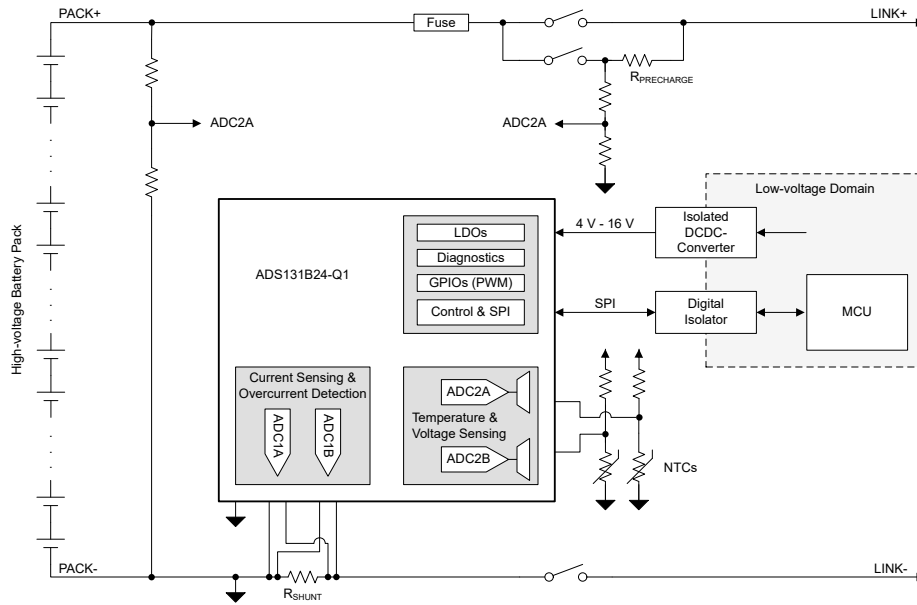 PACK+
Fuse
LINK+
R_PRECHARGE
ADC2A
ADC2A
High-voltage Battery Pack
Low-voltage Domain
ADS131B24-Q1
LDOs
Diagnostics
GPIOs (PWM)
Control & SPI
4 V - 16 V
Isolated
DCDC-
Converter
SPI
Digital
Isolator
MCU
Current Sensing &
Overcurrent Detection
ADC1A
ADC1B
Temperature &
Voltage Sensing
ADC2A
ADC2B
NTCs
PACK-
R_SHUNT
LINK-